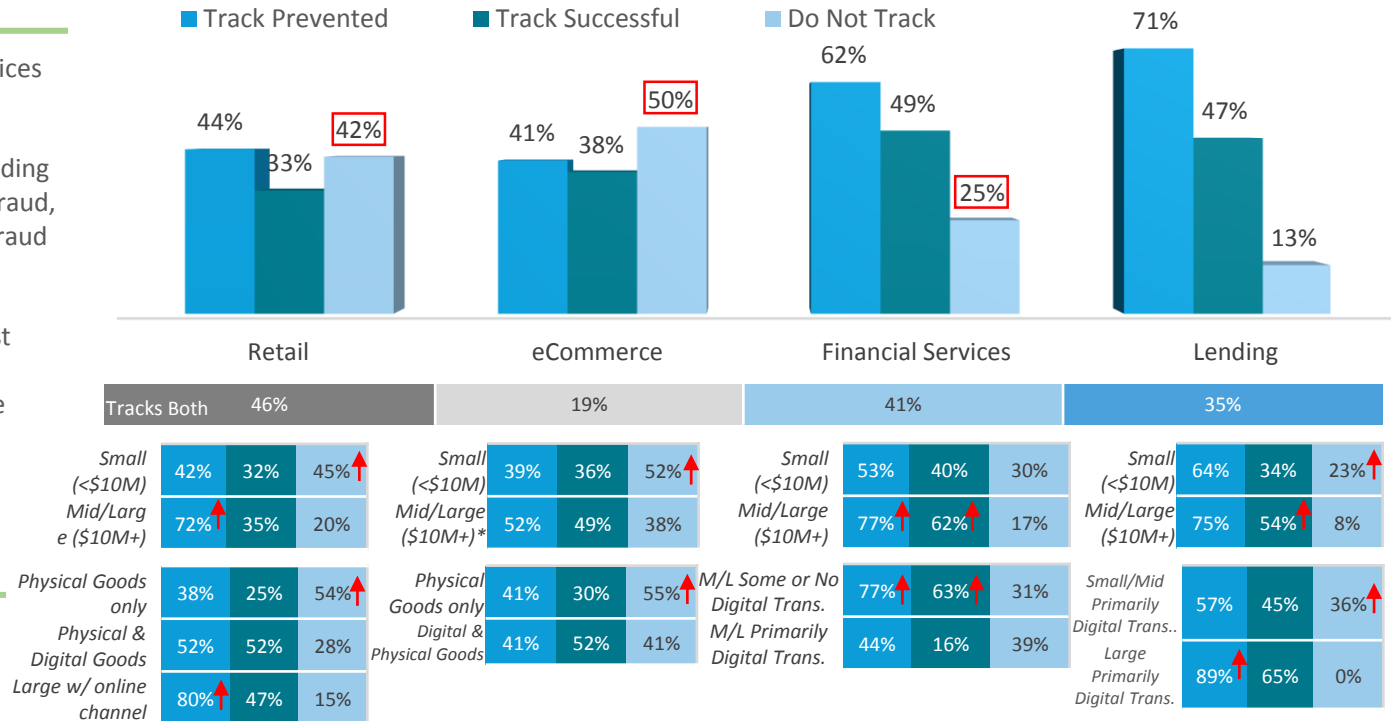 Track Prevented Track Successful Do Not Track
ices
ding
raud,
raud
st
e
44% 33% 42%
41% 38% 50%
62% 49% 25%
71% 47% 13%
Retail eCommerce Financial Services Lending
Tracks Both 46% 19% 41% 35%
Small
(<$10M)
42% 32% 45%
Mid/Larg
e ($10M+)
72% 35% 20%
Physical Goods
only
38% 25% 54%
Physical &
Digital Goods
52% 52% 28%
Large w/ online
channel
80% 47% 15%
Small
(<$10M)
39% 36% 52%
Mid/Large
($10M+)*
52% 49% 38%
Physical
Goods only
41% 30% 55%
Digital &
Physical Goods
41% 52% 41%
Small
(<$10M)
53% 40% 30%
Mid/Large
($10M+)
77% 62% 17%
M/L Some or No
Digital Trans.
77% 63% 31%
M/L Primarily
Digital Trans.
44% 16% 39%
Small
(<$10M)
64% 34% 23%
Mid/Large
($10M+)
75% 54% 8%
Small/Mid
Primarily
Digital Trans..
57% 45% 36%
Large
Primarily
Digital Trans.
89% 65% 0%